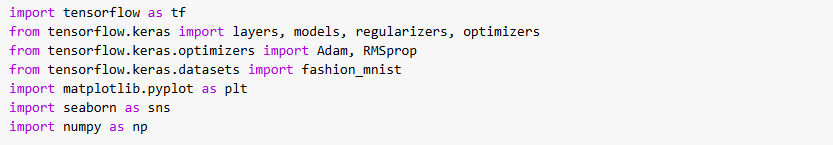 import tensorflow as tf
from tensorflow.keras import layers, models, regularizers, optimizers
from tensorflow.keras.optimizers import Adam, RMSprop
from tensorflow.keras.datasets import fashion_mnist
import matplotlib.pyplot as plt
import seaborn as sns
import numpy as np